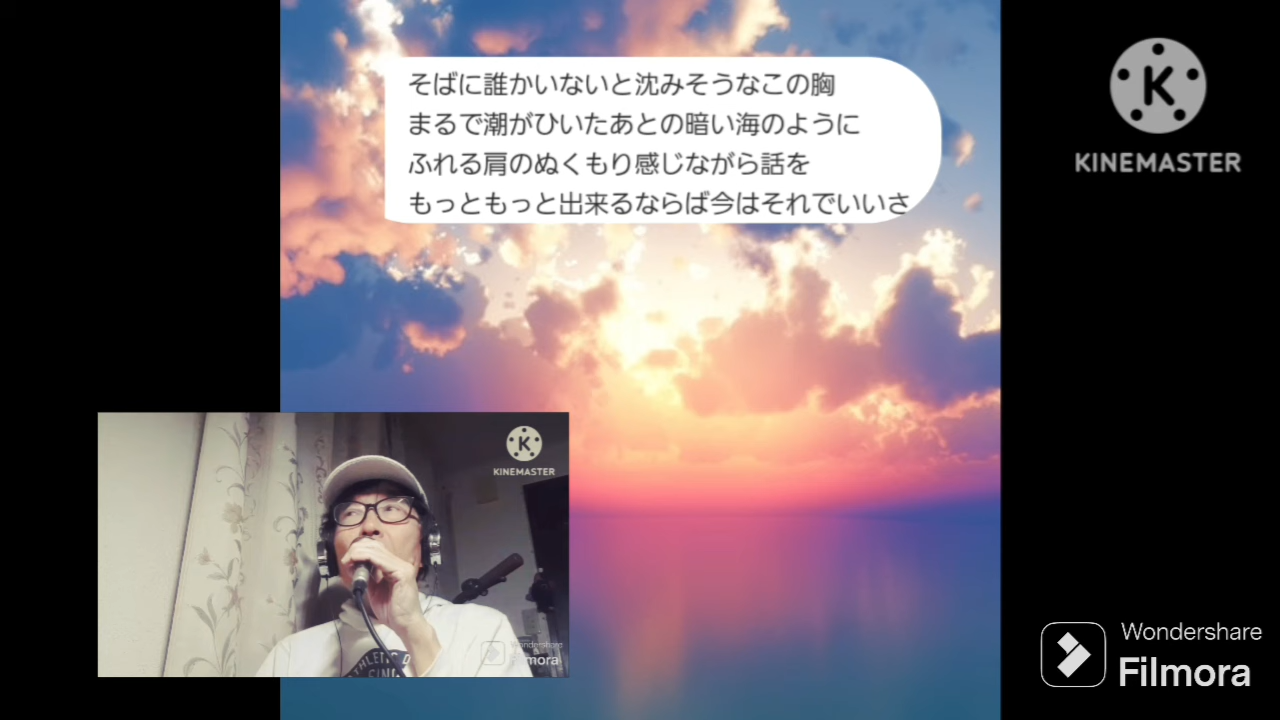 そばに誰かいないと沈みそうなこの胸
まるで潮がひいたあとの暗い海のように
ふれる肩のぬくもり感じながら話を
もっともっと出来るならば今はそれでいいさ
K
KINEMASTER
K
KINEMASTER
Wondershare
Filmora
Wondershare
Filmora